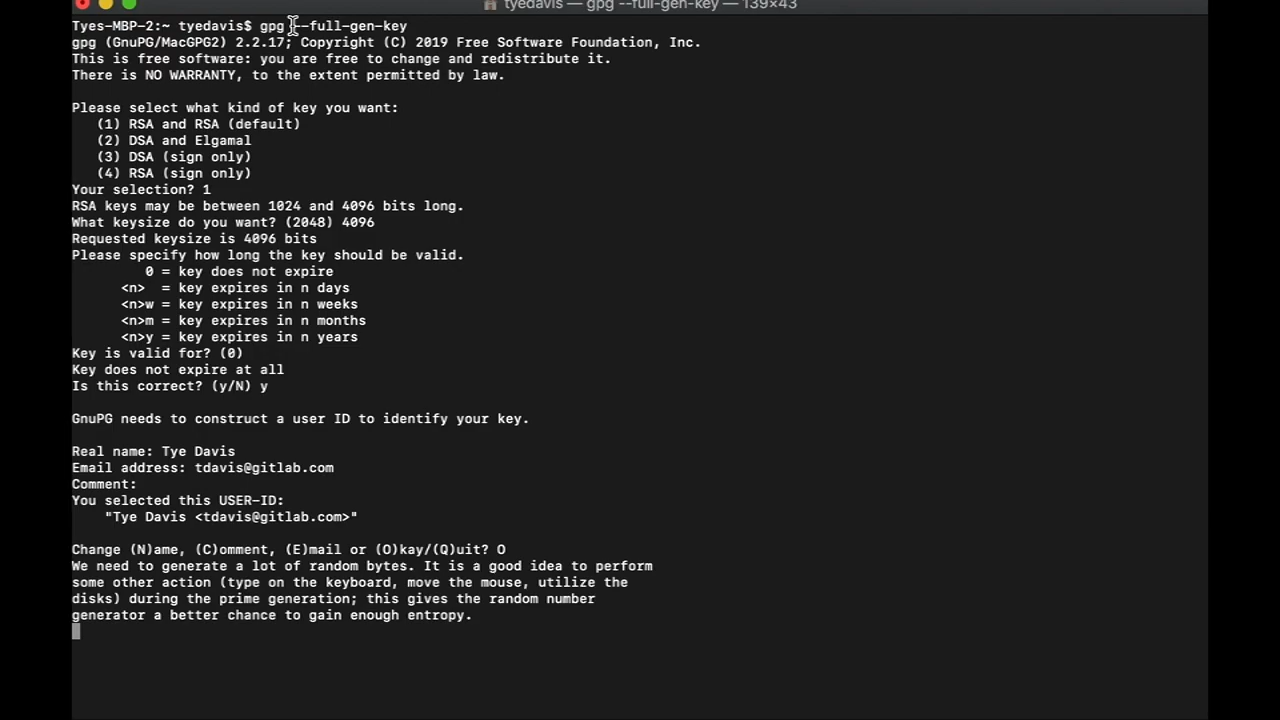 tyedavis — gpg --full-gen-key — 139×43
Tyes-MBP-2:~ tyedavis$ gpg --full-gen-key
gpg (GnuPG/MacGPG2) 2.2.17; Copyright (C) 2019 Free Software Foundation, Inc.
This is free software: you are free to change and redistribute it.
There is NO WARRANTY, to the extent permitted by law.
Please select what kind of key you want:
(1) RSA and RSA (default)
(2) DSA and Elgamal
(3) DSA (sign only)
(4) RSA (sign only)
Your selection? 1
RSA keys may be between 1024 and 4096 bits long.
What keysize do you want? (2048) 4096
Requested keysize is 4096 bits
Please specify how long the key should be valid.
0 = key does not expire
<n>  = key expires in n days
<n>w = key expires in n weeks
<n>m = key expires in n months
<n>y = key expires in n years
Key is valid for? (0)
Key does not expire at all
Is this correct? (y/N) y
GnuPG needs to construct a user ID to identify your key.
Real name: Tye Davis
Email address: tdavis@gitlab.com
Comment:
You selected this USER-ID:
"Tye Davis <tdavis@gitlab.com>"
Change (N)ame, (C)omment, (E)mail or (O)kay/(Q)uit? O
We need to generate a lot of random bytes. It is a good idea to perform
some other action (type on the keyboard, move the mouse, utilize the
disks) during the prime generation; this gives the random number
generator a better chance to gain enough entropy.